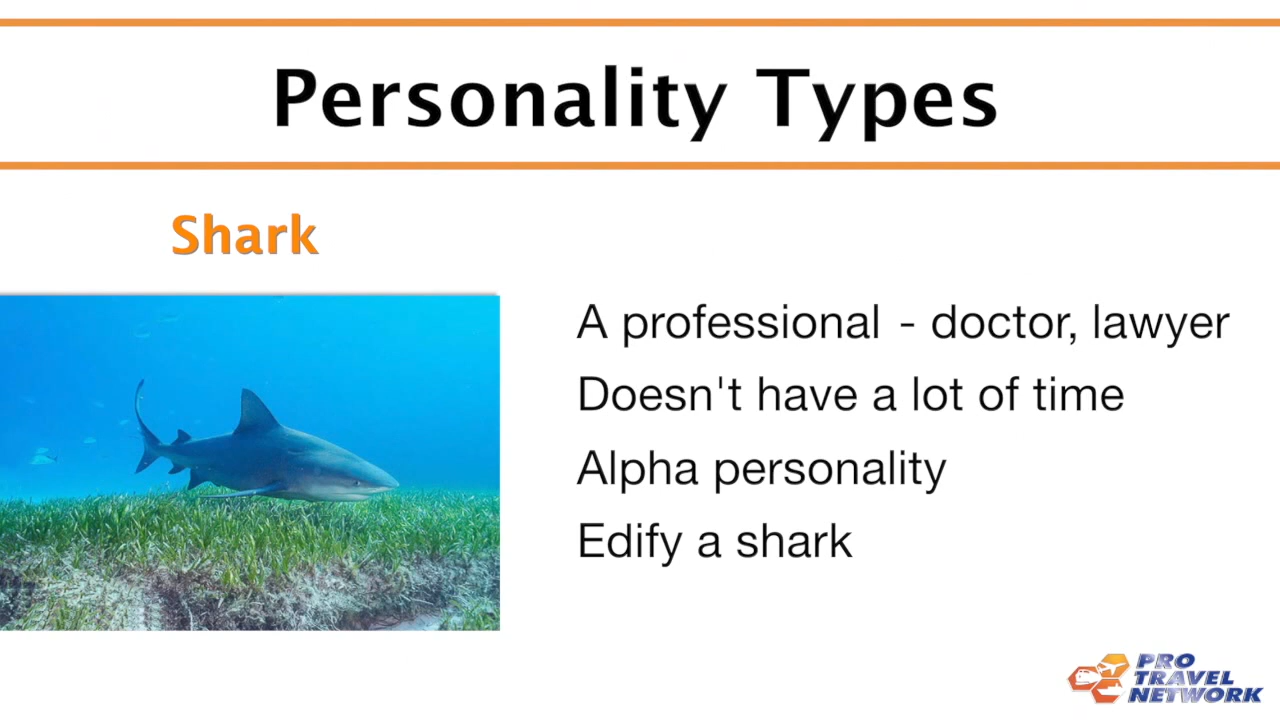 Personality Types
Shark
A professional - doctor, lawyer
Doesn't have a lot of time
Alpha personality
Edify a shark
PRO
TRAVEL
NETWORK